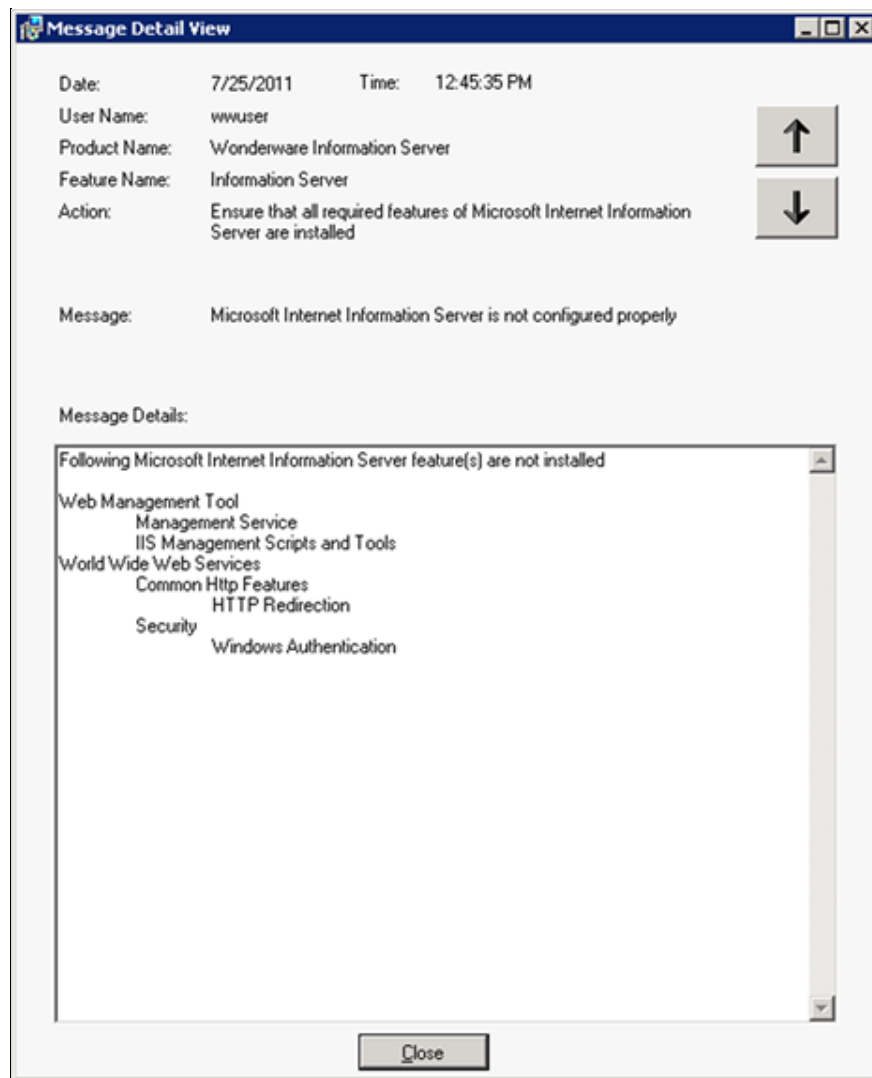 Message Detail View
Date: 7/25/2011 Time: 12:45:35 PM
User Name: wwuser
Product Name: Wonderware Information Server
Feature Name: Information Server
Action: Ensure that all required features of Microsoft Internet Information
Server are installed
Message: Microsoft Internet Information Server is not configured properly
Message Details:
Following Microsoft Internet Information Server feature(s) are not installed
Web Management Tool
Management Service
IIS Management Scripts and Tools
World Wide Web Services
Common Http Features
HTTP Redirection
Security
Windows Authentication
Close